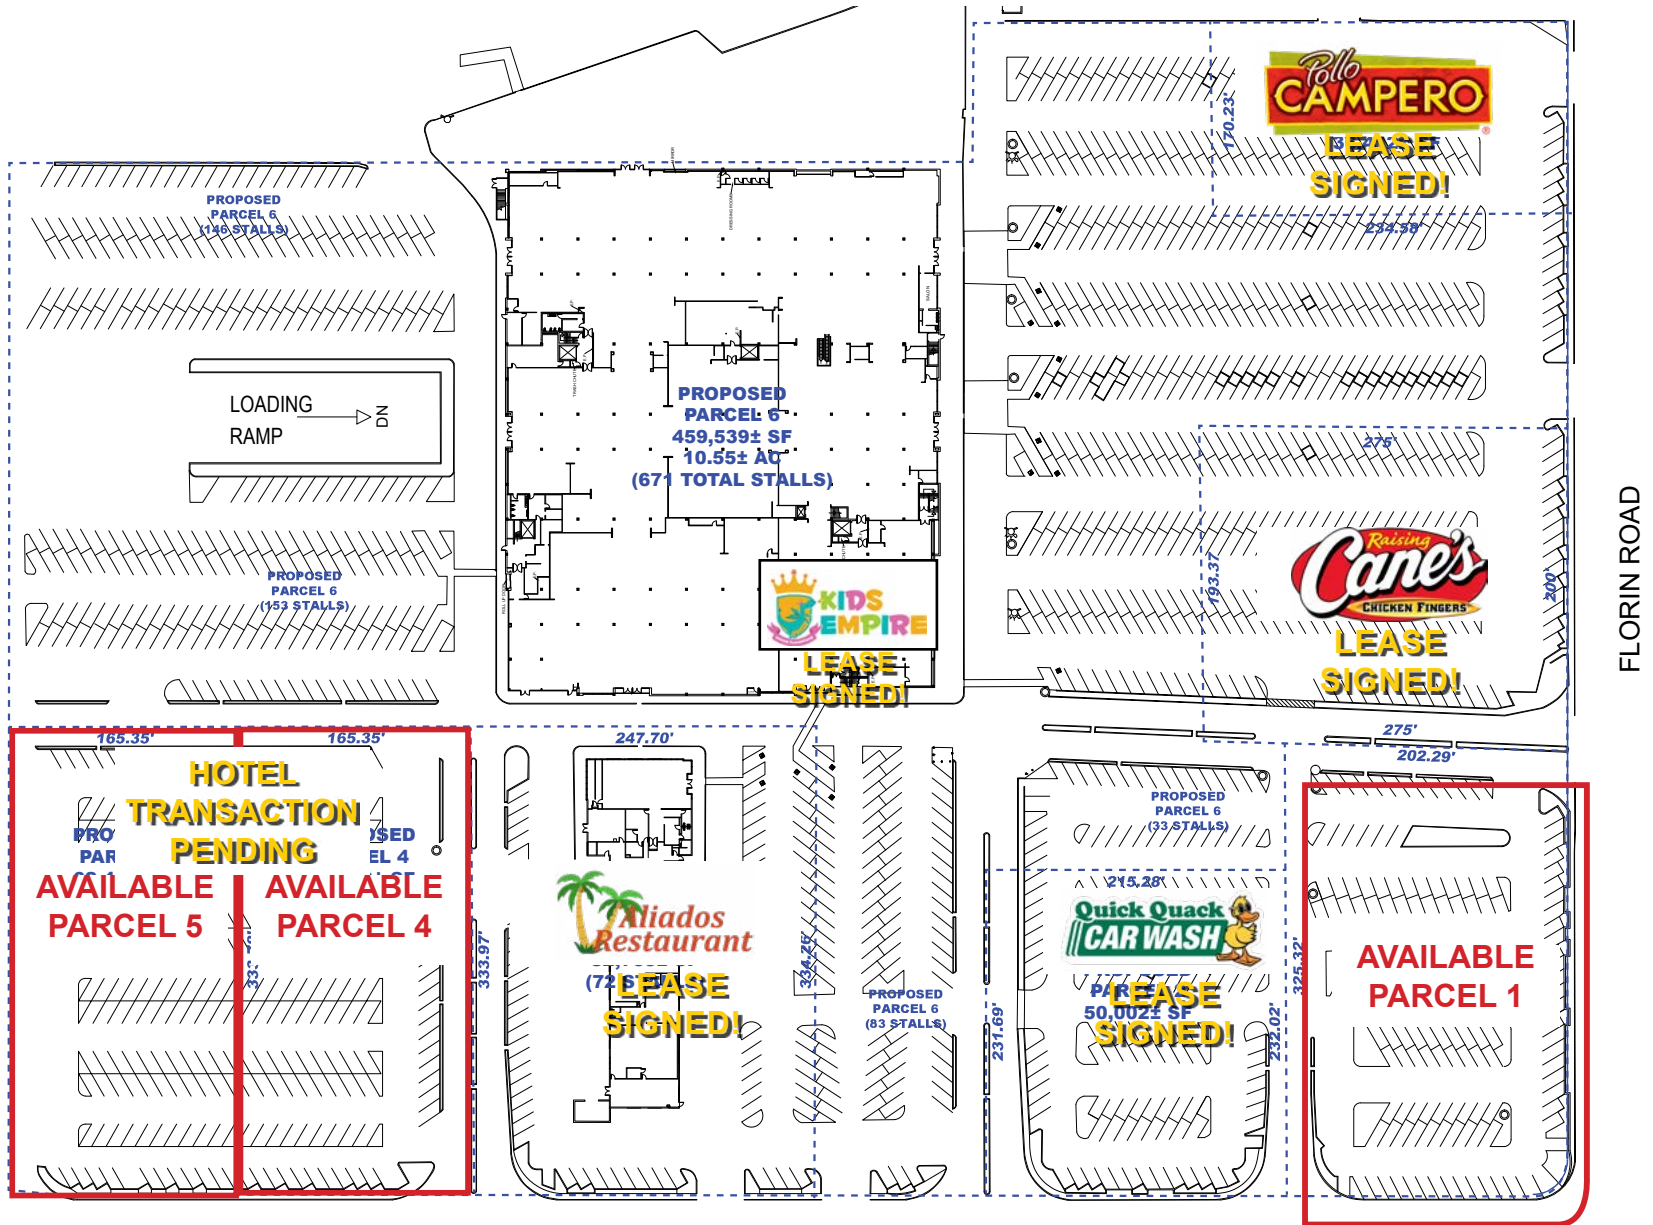 Pollo
CAMPERO
®
LEASE
SIGNED!
170.23'
234.58'
PROPOSED
PARCEL 6
(146 STALLS)
LOADING
RAMP
DN
PROPOSED
PARCEL 6
459,539± SF
10.55± AC
(671 TOTAL STALLS)
SALON
275'
193.37'
200'
Raising
Cane's
CHICKEN FINGERS
LEASE
SIGNED!
FLORIN ROAD
PROPOSED
PARCEL 6
(153 STALLS)
KIDS
EMPIRE
LEASE
SIGNED!
275'
202.29'
165.35'
165.35'
247.70'
HOTEL
TRANSACTION
PENDING
AVAILABLE
PARCEL 5
AVAILABLE
PARCEL 4
333.97'
334.26'
Aliados
Restaurant
(72 S
LEASE
SIGNED!
PROPOSED
PARCEL 6
(83 STALLS)
PROPOSED
PARCEL 6
(33 STALLS)
215.28'
Quick Quack
CAR WASH
PARCEL
50,002± SF
LEASE
SIGNED!
231.69'
232.02'
325.32'
AVAILABLE
PARCEL 1